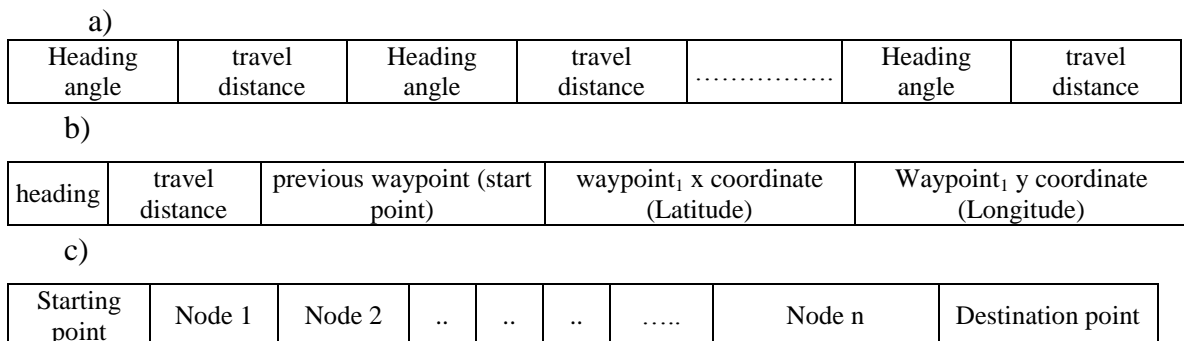 a)
Heading travel Heading travel ……………. Heading travel
angle distance angle distance angle distance
b)
heading travel previous waypoint (start waypoint₁ x coordinate Waypoint₁ y coordinate
distance point) (Latitude) (Longitude)
c)
Starting Node 1 Node 2 .. .. .. ….. Node n Destination point
point